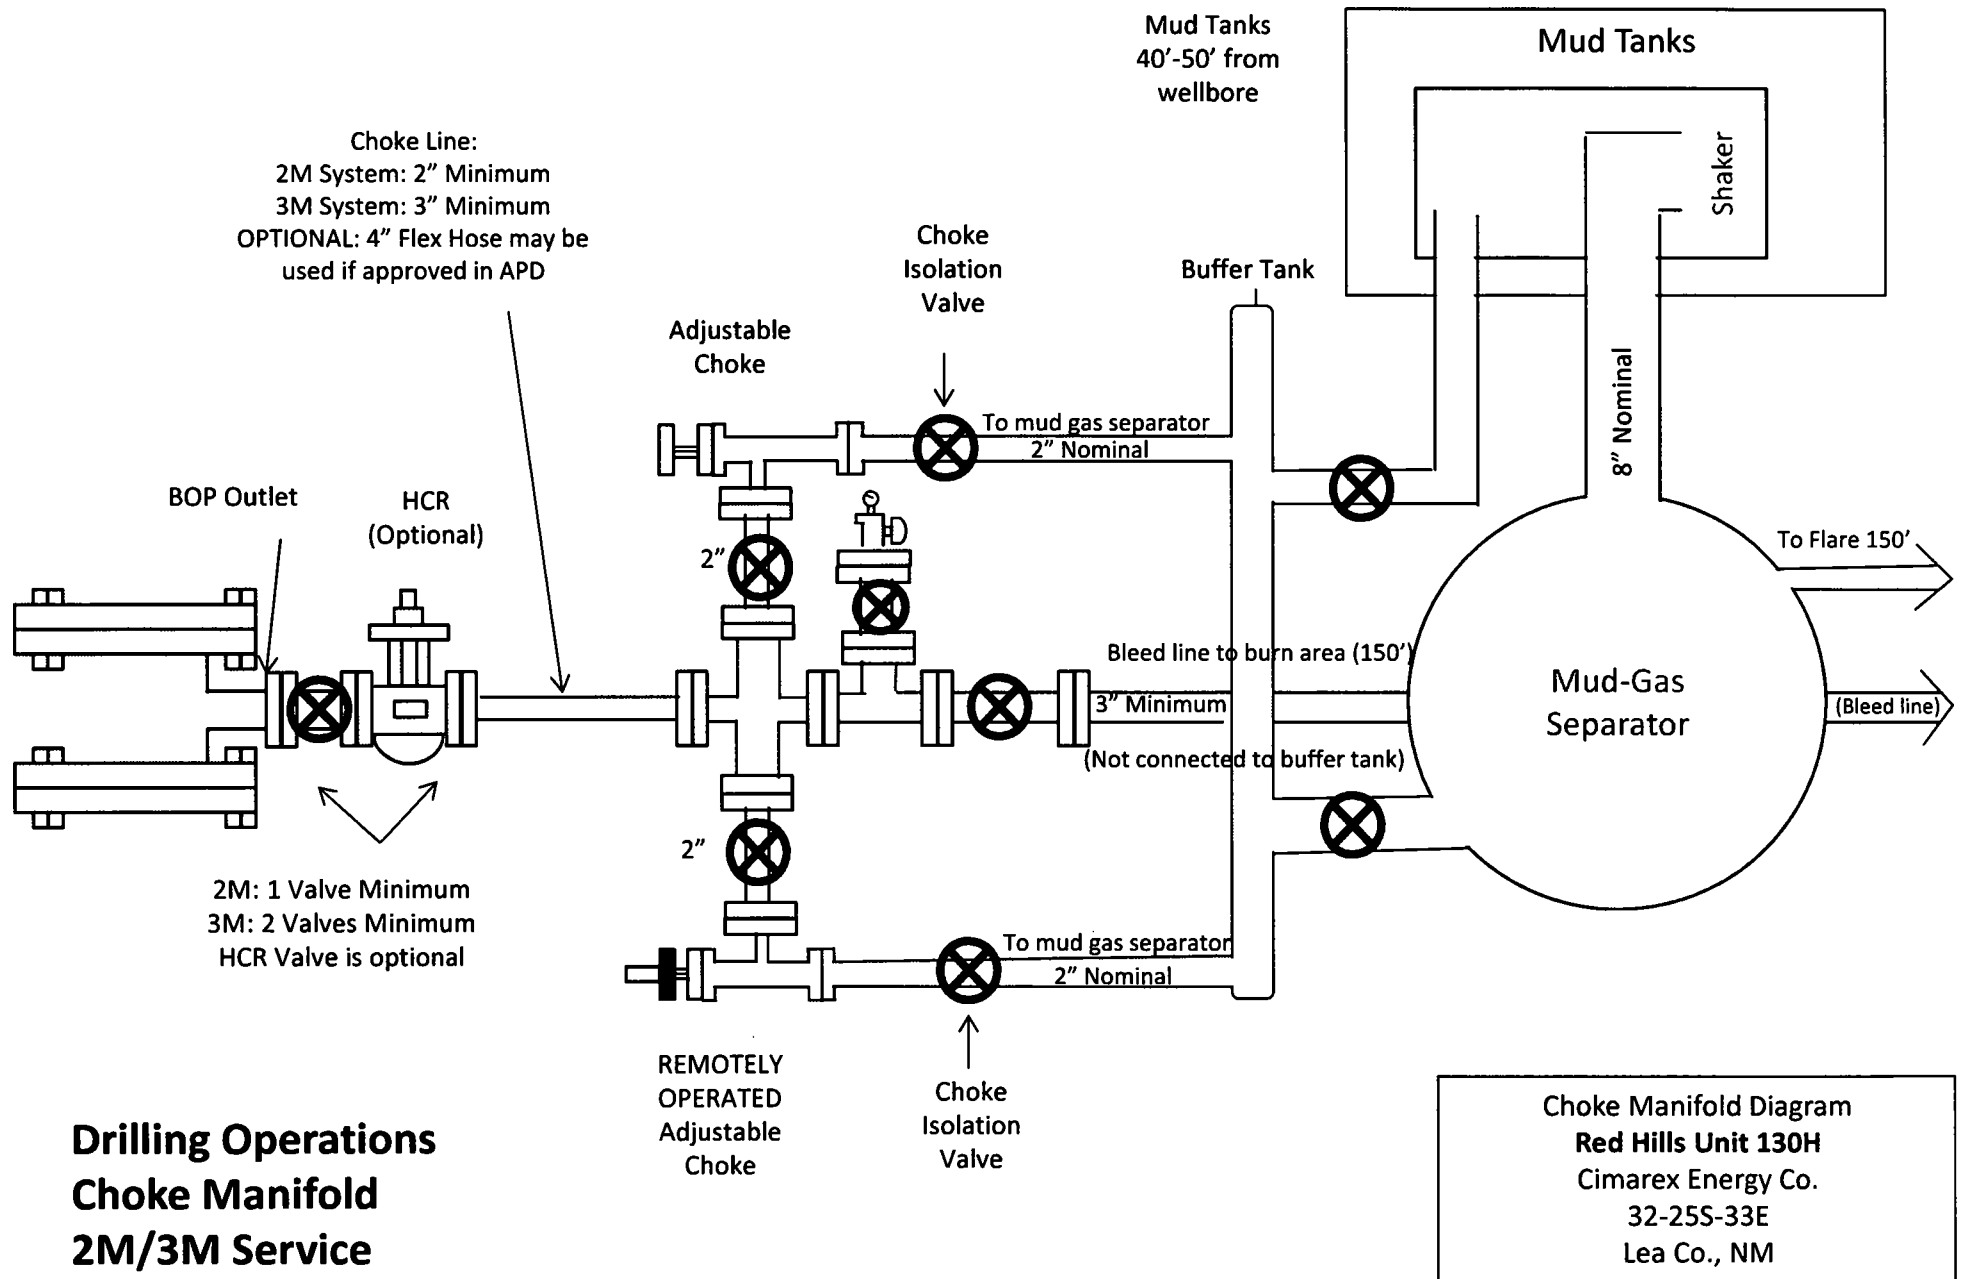 Mud Tanks
40’-50’ from
wellbore
Mud Tanks
Shaker
Choke Line:
2M System: 2” Minimum
3M System: 3” Minimum
OPTIONAL: 4” Flex Hose may be
used if approved in APD
Choke
Isolation
Valve
Buffer Tank
Adjustable
Choke
8” Nominal
To mud gas separator
2” Nominal
BOP Outlet
HCR
(Optional)
2”
To Flare 150’
Bleed line to burn area (150’)
3” Minimum
(Not connected to buffer tank)
Mud-Gas
Separator
(Bleed line)
2”
2M: 1 Valve Minimum
3M: 2 Valves Minimum
HCR Valve is optional
To mud gas separator
2” Nominal
REMOTELY
OPERATED
Adjustable
Choke
Choke
Isolation
Valve
Drilling Operations
Choke Manifold
2M/3M Service
Choke Manifold Diagram
Red Hills Unit 130H
Cimarex Energy Co.
32-25S-33E
Lea Co., NM